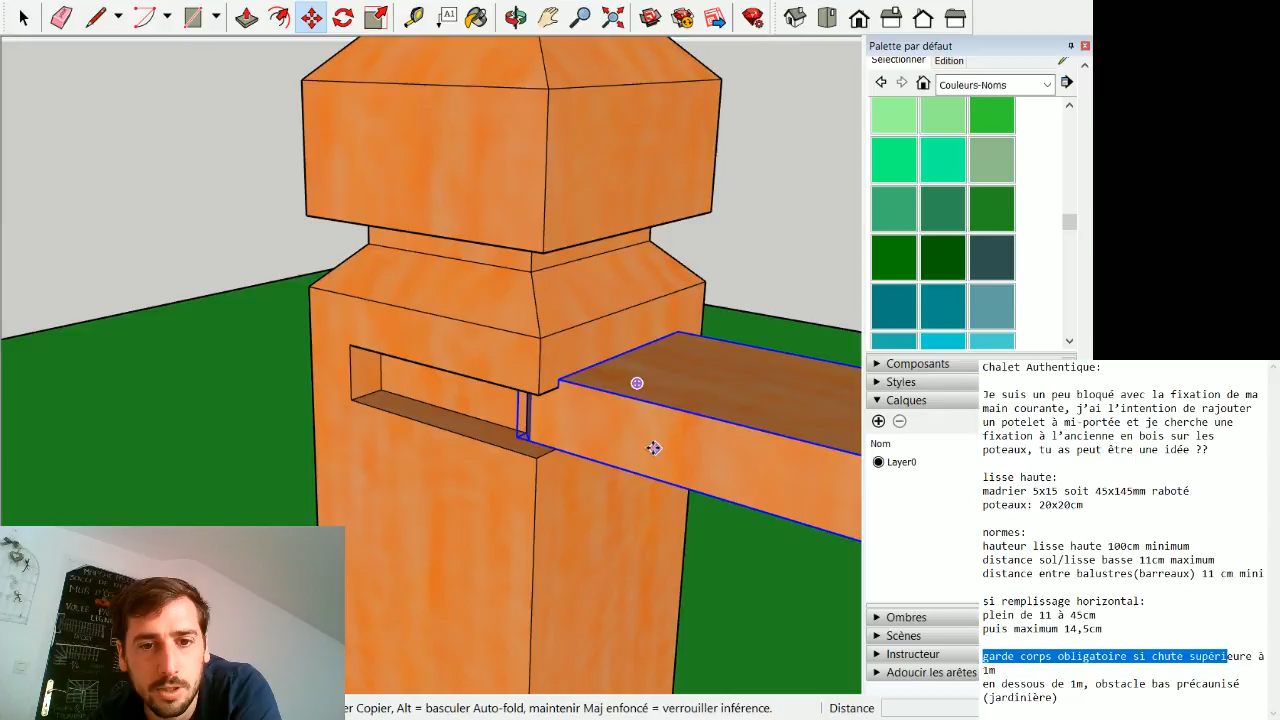 A1
Palette par défaut
Sélectionner Edition
Couleurs-Noms
Composants
Styles
Calques
Nom
Layer0
Ombres
Scènes
Instructeur
Adoucir les arêtes
Chalet Authentique:
Je suis un peu bloqué avec la fixation de ma
main courante, j'ai l'intention de rajouter
un potelet à mi-portée et je cherche une
fixation à l'ancienne en bois sur les
poteaux, tu as peut être une idée ??
lisse haute:
madrier 5x15 soit 45x145mm raboté
poteaux: 20x20cm
normes:
hauteur lisse haute 100cm minimum
distance sol/lisse basse 11cm maximum
distance entre balustres(barreaux) 11 cm mini
si remplissage horizontal:
plein de 11 à 45cm
puis maximum 14,5cm
garde corps obligatoire si chute supérieure à
1m
en dessous de 1m, obstacle bas précaunisé
(jardinière)
er Copier, Alt = basculer Auto-fold, maintenir Maj enfoncé = verrouiller inférence.
Distance